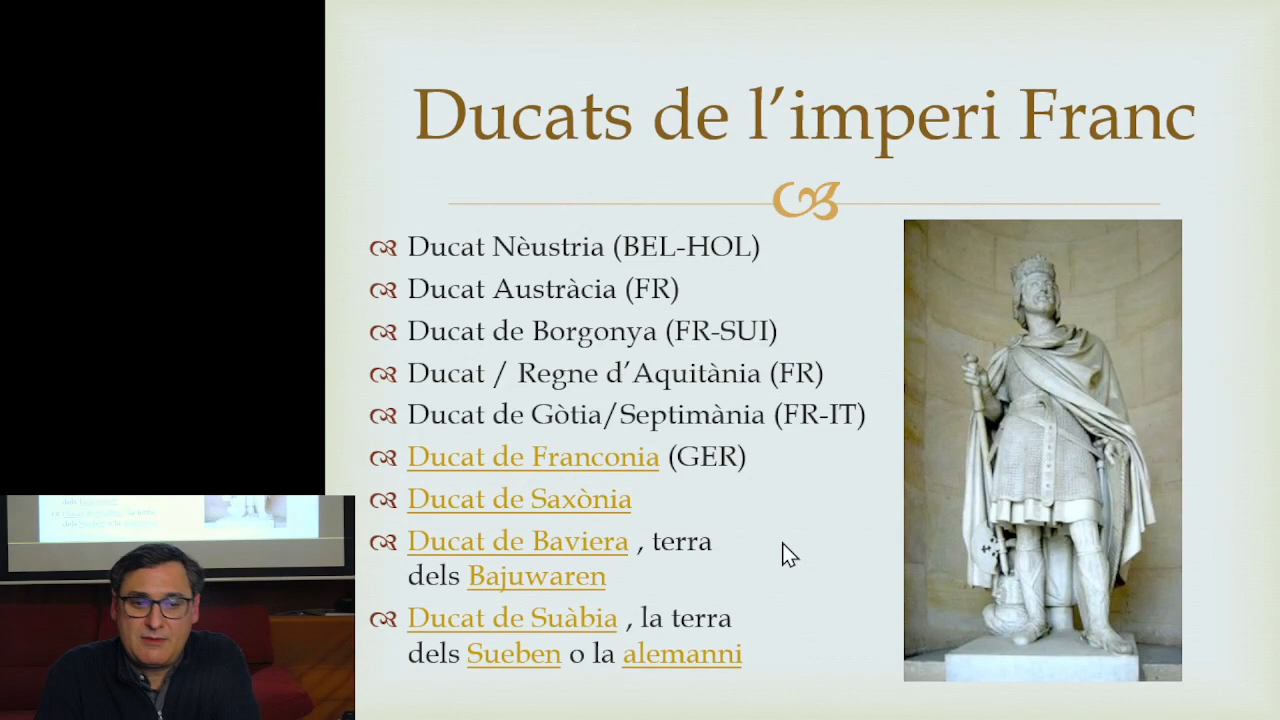 Ducats de l’imperi Franc
Ducat Nèustria (BEL-HOL)
Ducat Austràcia (FR)
Ducat de Borgonya (FR-SUI)
Ducat / Regne d’Aquitània (FR)
Ducat de Gòtia/Septimània (FR-IT)
Ducat de Franconia (GER)
Ducat de Saxònia
Ducat de Baviera , terra
dels Bajuwaren
Ducat de Suàbia , la terra
dels Sueben o la alemanni